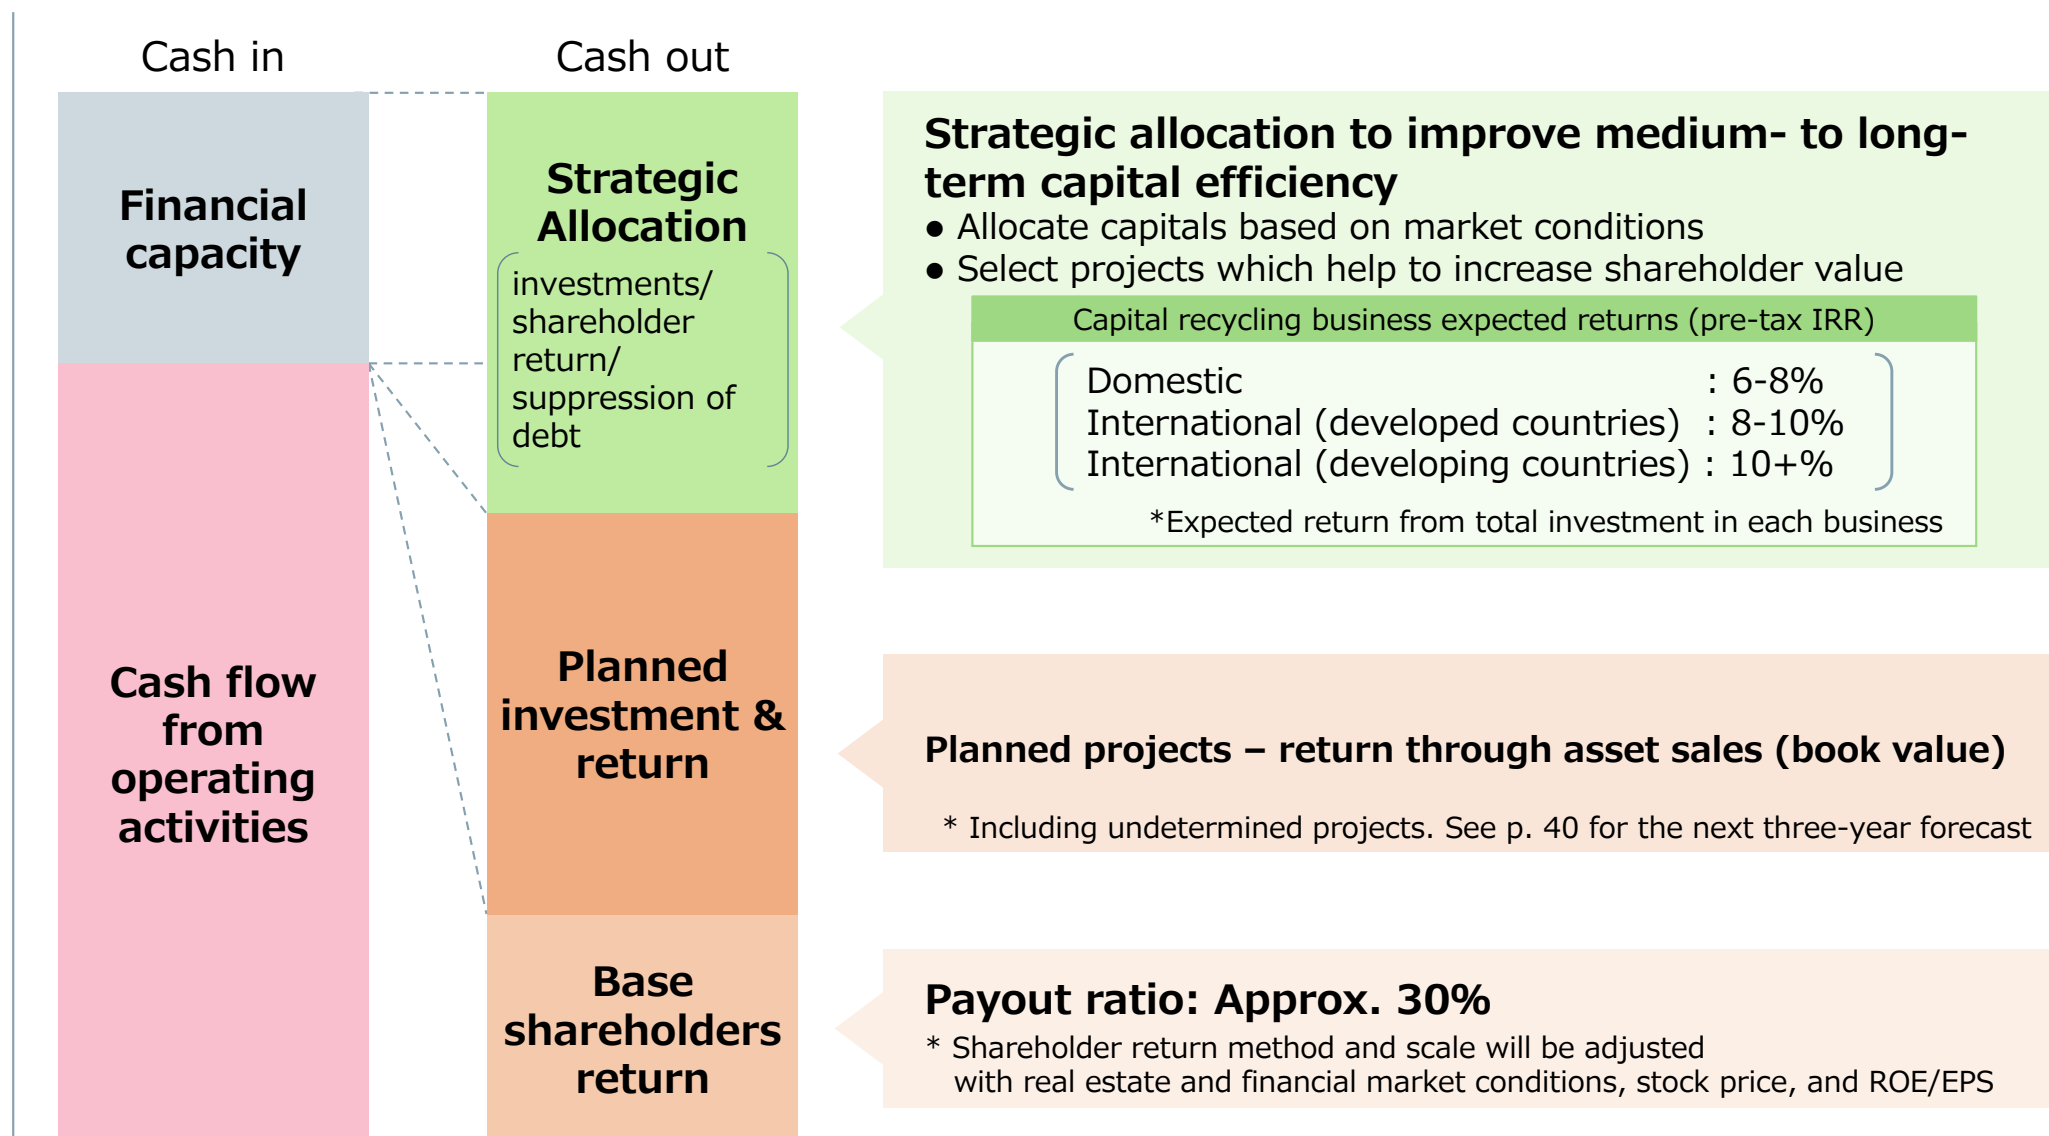 Cash in
Financial
capacity
Cash flow
from
operating
activities
Cash out
Strategic
Allocation
investments/
shareholder
return/
suppression of
debt
Planned
investment &
return
Base
shareholders
return
Strategic allocation to improve medium- to long-
term capital efficiency
● Allocate capitals based on market conditions
● Select projects which help to increase shareholder value
Capital recycling business expected returns (pre-tax IRR)
Domestic : 6-8%
International (developed countries) : 8-10%
International (developing countries) : 10+%
*Expected return from total investment in each business
Planned projects – return through asset sales (book value)
* Including undetermined projects. See p. 40 for the next three-year forecast
Payout ratio: Approx. 30%
* Shareholder return method and scale will be adjusted
with real estate and financial market conditions, stock price, and ROE/EPS